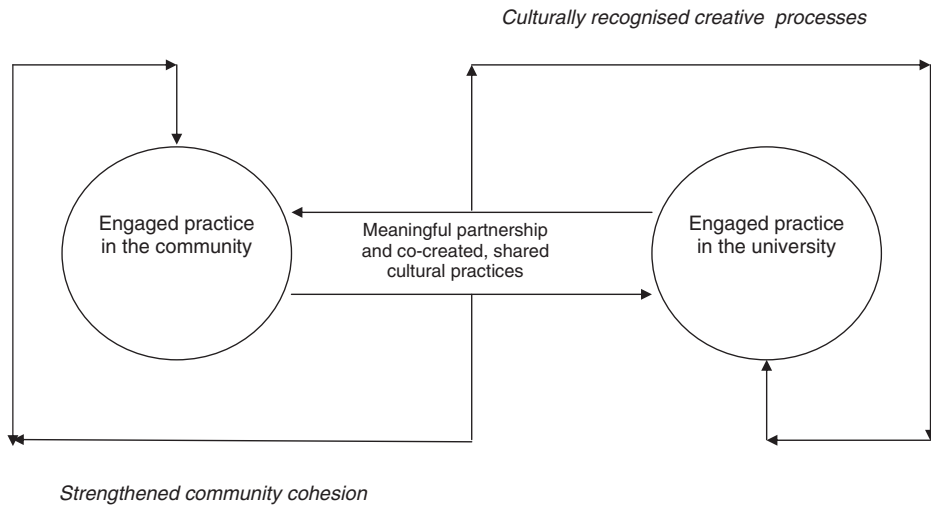 Culturally recognised creative processes
Engaged practice
in the community
Meaningful partnership
and co-created, shared
cultural practices
Engaged practice
in the university
Strengthened community cohesion